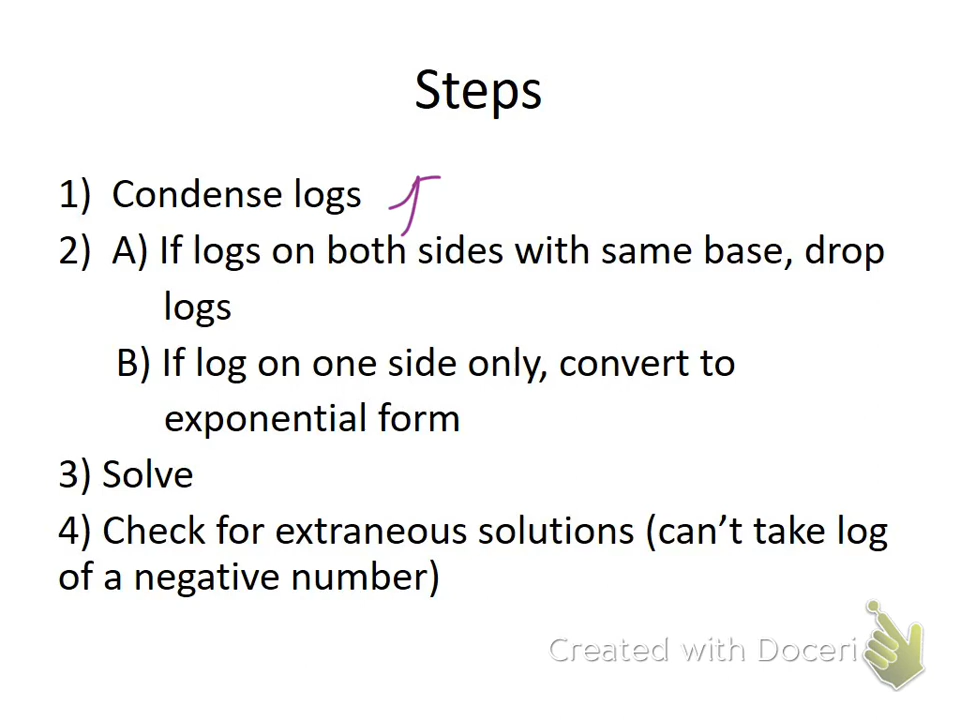 Steps
1) Condense logs
2) A) If logs on both sides with same base, drop
logs
B) If log on one side only, convert to
exponential form
3) Solve
4) Check for extraneous solutions (can’t take log
of a negative number)
Created with Doceri